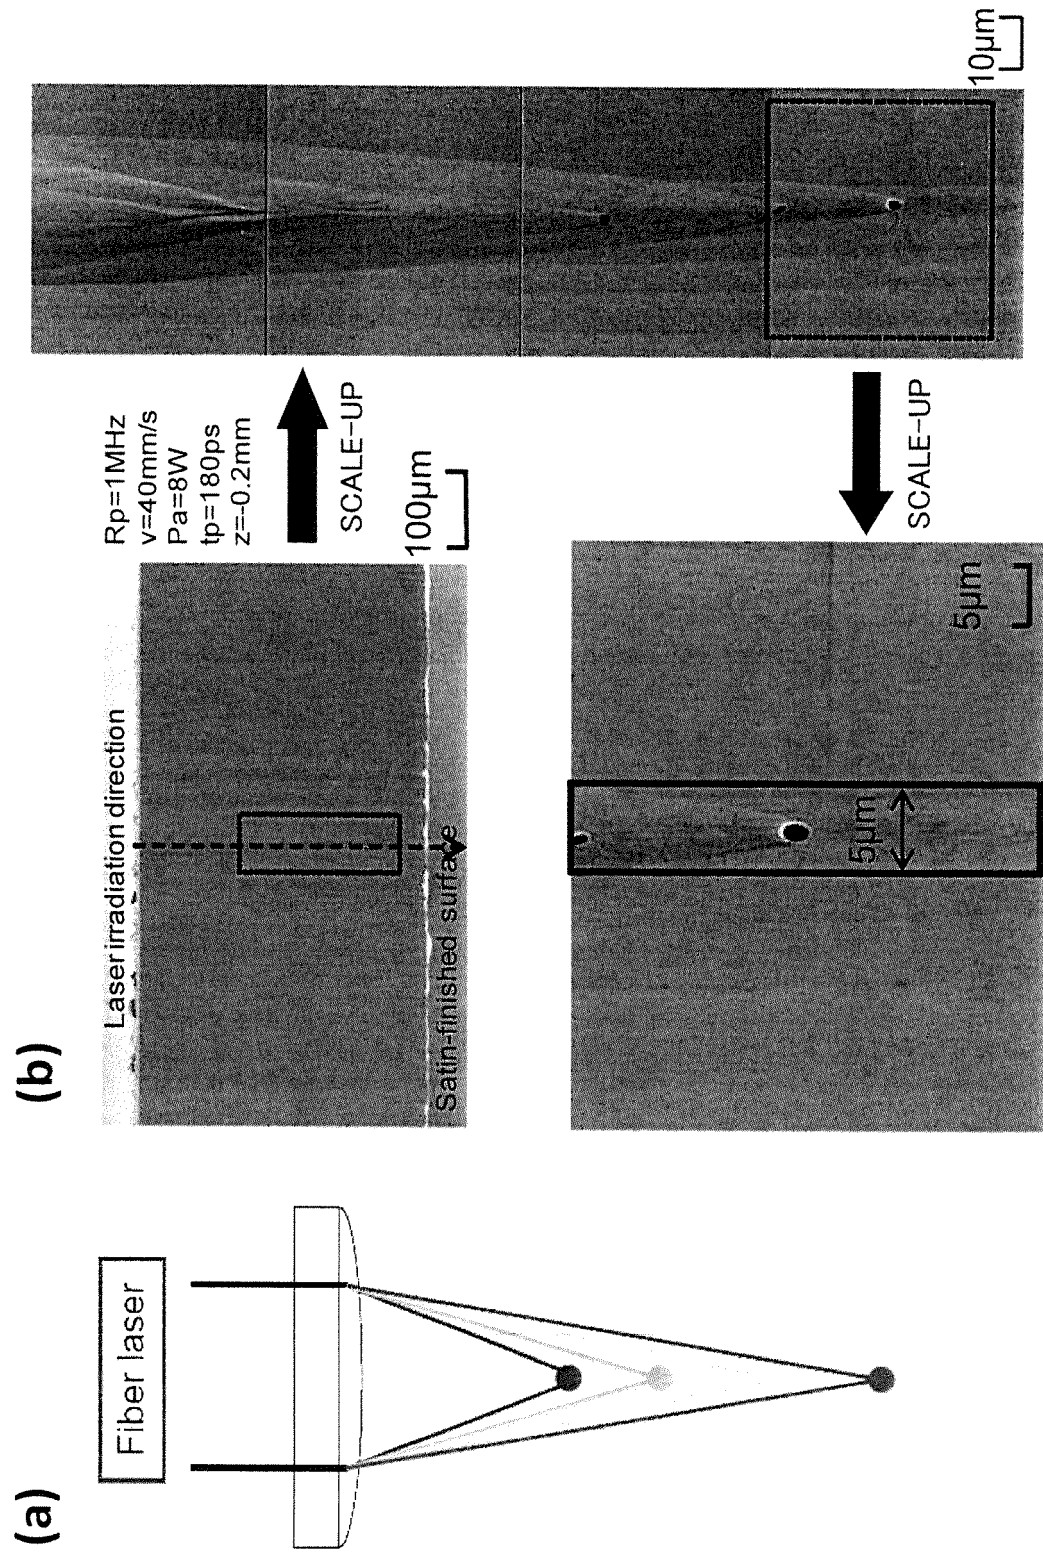 (a)
Fiber laser
(b)
Laser irradiation direction
Satin-finished surface
Rp=1MHz
v=40mm/s
Pa=8W
tp=180ps
z=-0.2mm
SCALE-UP
100μm
10μm
SCALE-UP
5μm
5μm